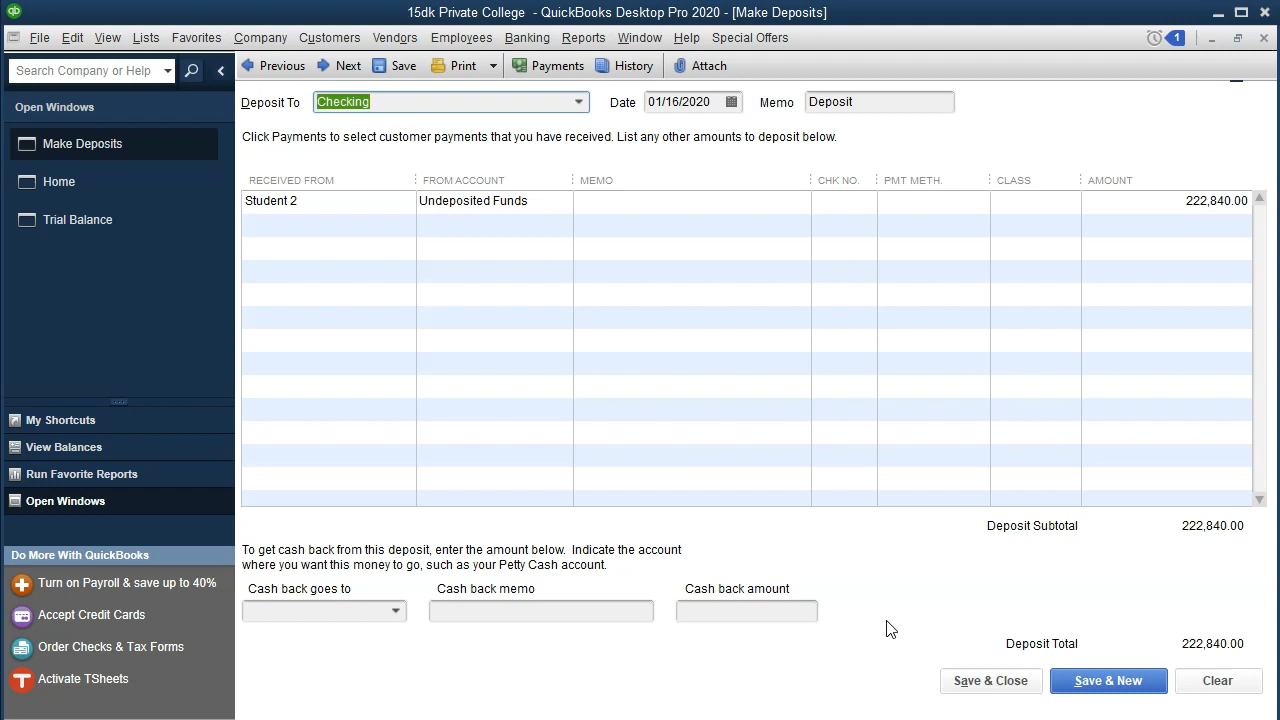 15dk Private College - QuickBooks Desktop Pro 2020 - [Make Deposits]
File Edit View Lists Favorites Company Customers Vendors Employees Banking Reports Window Help Special Offers 1
Search Company or Help Previous Next Save Print Payments History Attach
Open Windows
Make Deposits
Home
Trial Balance
My Shortcuts
View Balances
Run Favorite Reports
Open Windows
Do More With QuickBooks
Turn on Payroll & save up to 40%
Accept Credit Cards
Order Checks & Tax Forms
Activate TSheets
Deposit To Checking Date 01/16/2020 Memo Deposit
Click Payments to select customer payments that you have received. List any other amounts to deposit below.
RECEIVED FROM FROM ACCOUNT MEMO CHK NO. PMT METH. CLASS AMOUNT
Student 2 Undeposited Funds 222,840.00
Deposit Subtotal 222,840.00
To get cash back from this deposit, enter the amount below. Indicate the account
where you want this money to go, such as your Petty Cash account.
Cash back goes to Cash back memo Cash back amount
Deposit Total 222,840.00
Save & Close Save & New Clear